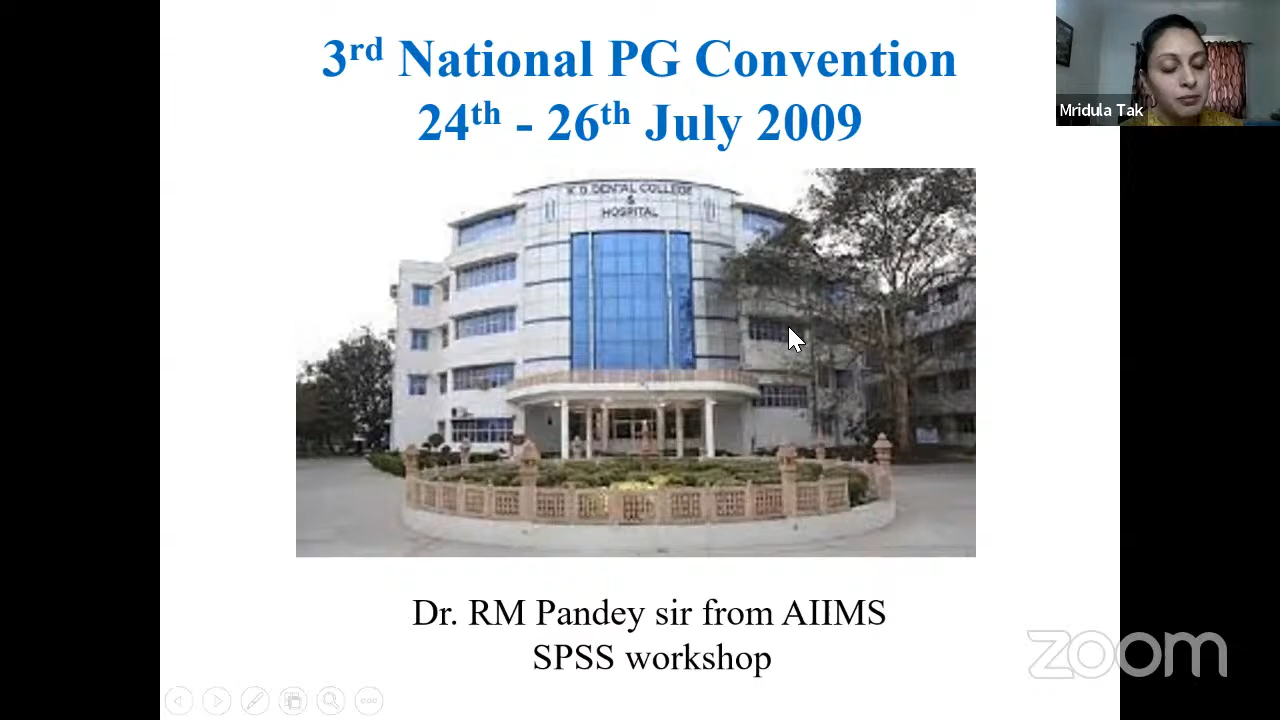 3rd National PG Convention
24th - 26th July 2009
Mridula Tak
K.D. DENTAL COLLEGE
&
HOSPITAL
Dr. RM Pandey sir from AIIMS
SPSS workshop
zoom